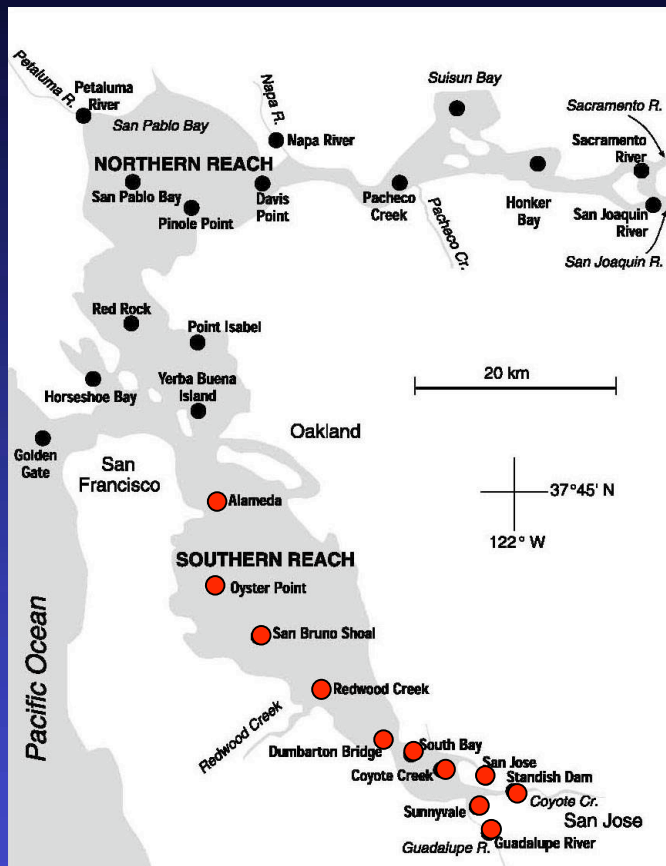 Petaluma R.
Petaluma
River
San Pablo Bay
Napa R.
Napa River
Suisun Bay
Sacramento R.
Sacramento
River
NORTHERN REACH
San Pablo Bay
Pinole Point
Davis
Point
Pacheco
Creek
Pacheco Cr.
Honker
Bay
San Joaquin
River
San Joaquin R.
Red Rock
Point Isabel
Horseshoe Bay
Yerba Buena
Island
20 km
Golden
Gate
San
Francisco
Oakland
Alameda
37°45' N
122° W
SOUTHERN REACH
Oyster Point
San Bruno Shoal
Pacific Ocean
Redwood Creek
Redwood Creek
Dumbarton Bridge
South Bay
Coyote Creek
San Jose
Standish Dam
Coyote Cr.
Sunnyvale
San Jose
Guadalupe R.
Guadalupe River